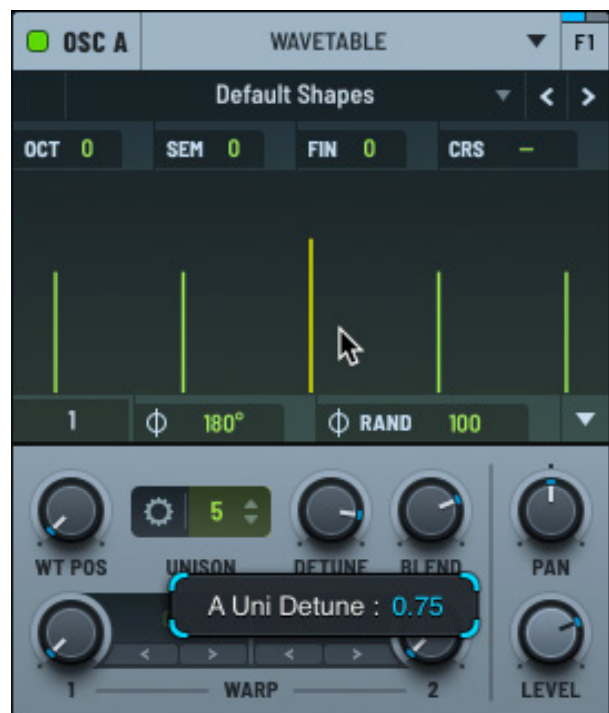 OSC A WAVETABLE F1
Default Shapes < >
OCT 0 SEM 0 FIN 0 CRS –
1 180° RAND 100
5
WT POS UNISON DETUNE BLEND PAN
A Uni Detune : 0.75
< > < >
1 WARP 2 LEVEL